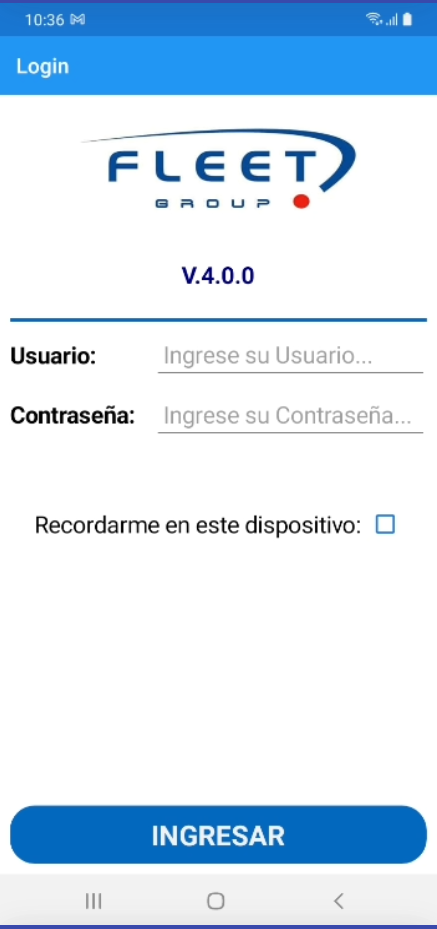 10:36
Login
FLEET
GROUP
V.4.0.0
Usuario: Ingrese su Usuario...
Contraseña: Ingrese su Contraseña...
Recordarme en este dispositivo:
INGRESAR